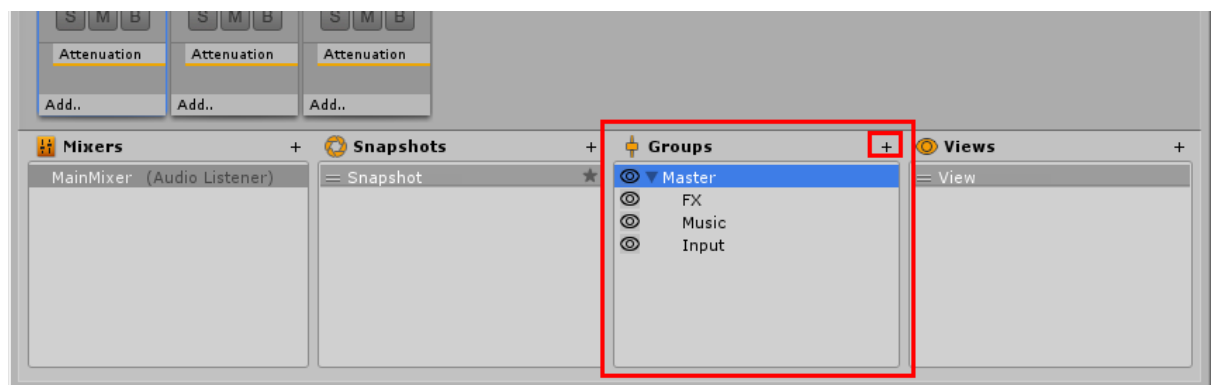 S M B S M B S M B
Attenuation Attenuation Attenuation
Add.. Add.. Add..
Mixers + Snapshots + Groups + Views +
MainMixer (Audio Listener) Snapshot Master View
FX
Music
Input